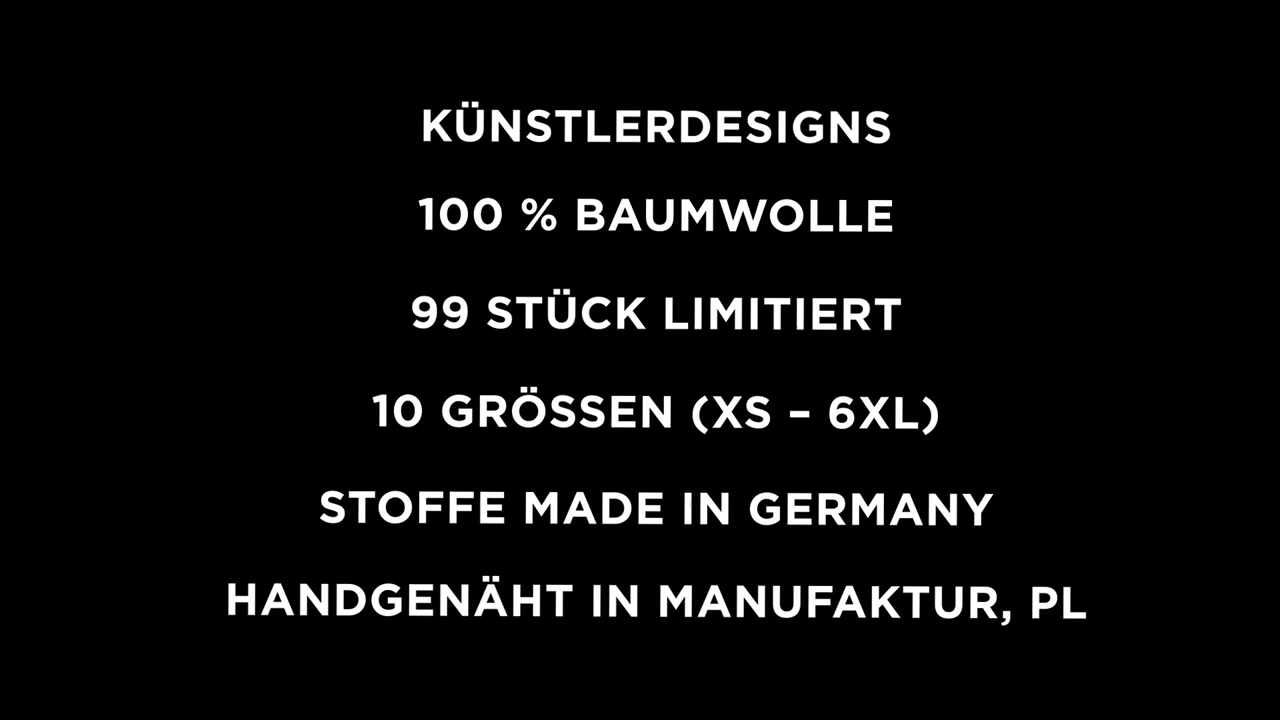 KÜNSTLERDESIGNS
100 % BAUMWOLLE
99 STÜCK LIMITIERT
10 GRÖSSEN (XS – 6XL)
STOFFE MADE IN GERMANY
HANDGENÄHT IN MANUFAKTUR, PL